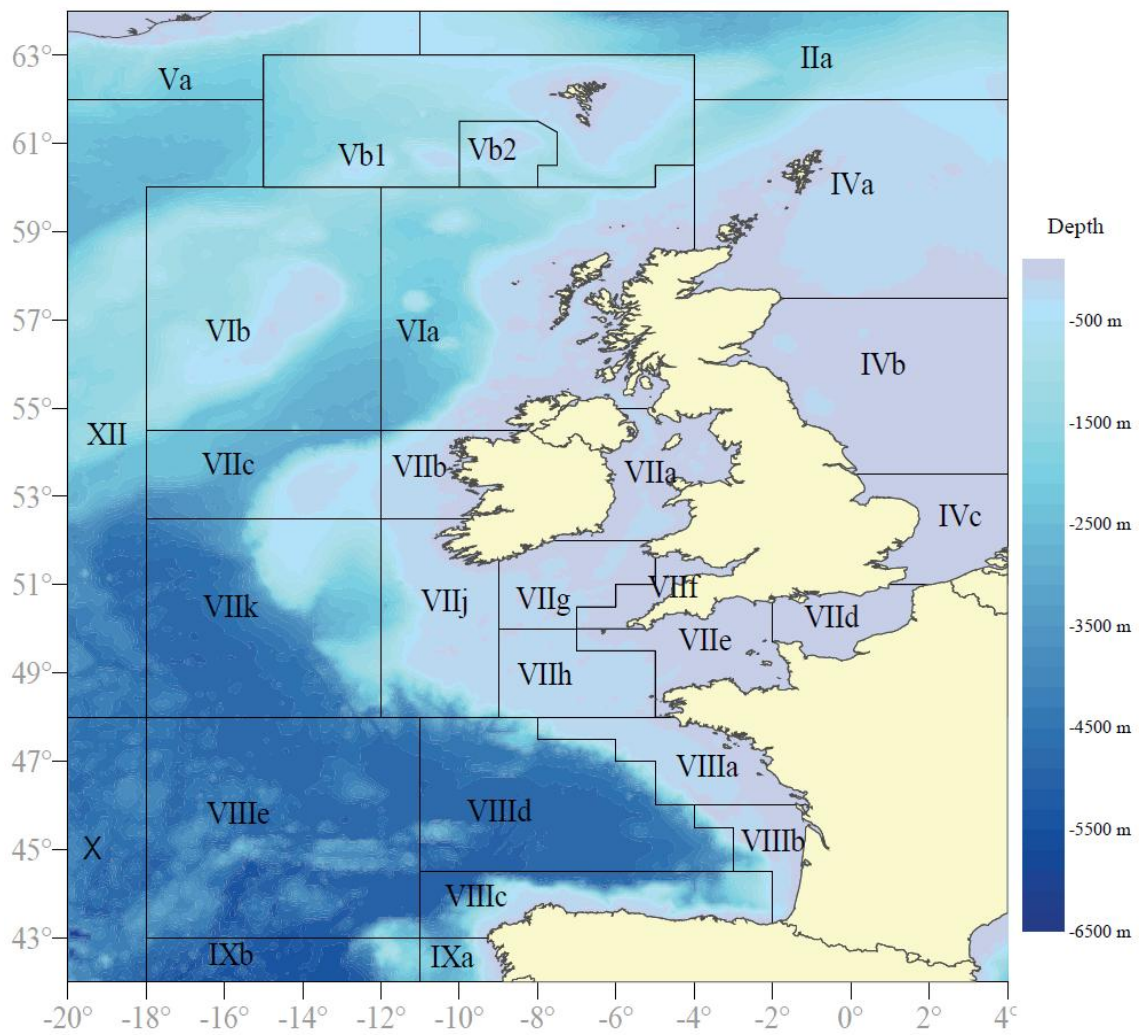 63°
61°
59°
57°
55°
53°
51°
49°
47°
45°
43°
Va
IIa
Vb1
Vb2
IVa
VIb
VIa
IVb
XII
VIIc
VIIb
VIIa
IVc
VIIk
VIIj
VIIg
VIIf
VIIe
VIId
VIIh
VIIIa
VIIIe
VIIId
X
VIIIb
VIIIc
IXb
IXa
-20°
-18°
-16°
-14°
-12°
-10°
-8°
-6°
-4°
-2°
0°
2°
4°
Depth
-500 m
-1500 m
-2500 m
-3500 m
-4500 m
-5500 m
-6500 m